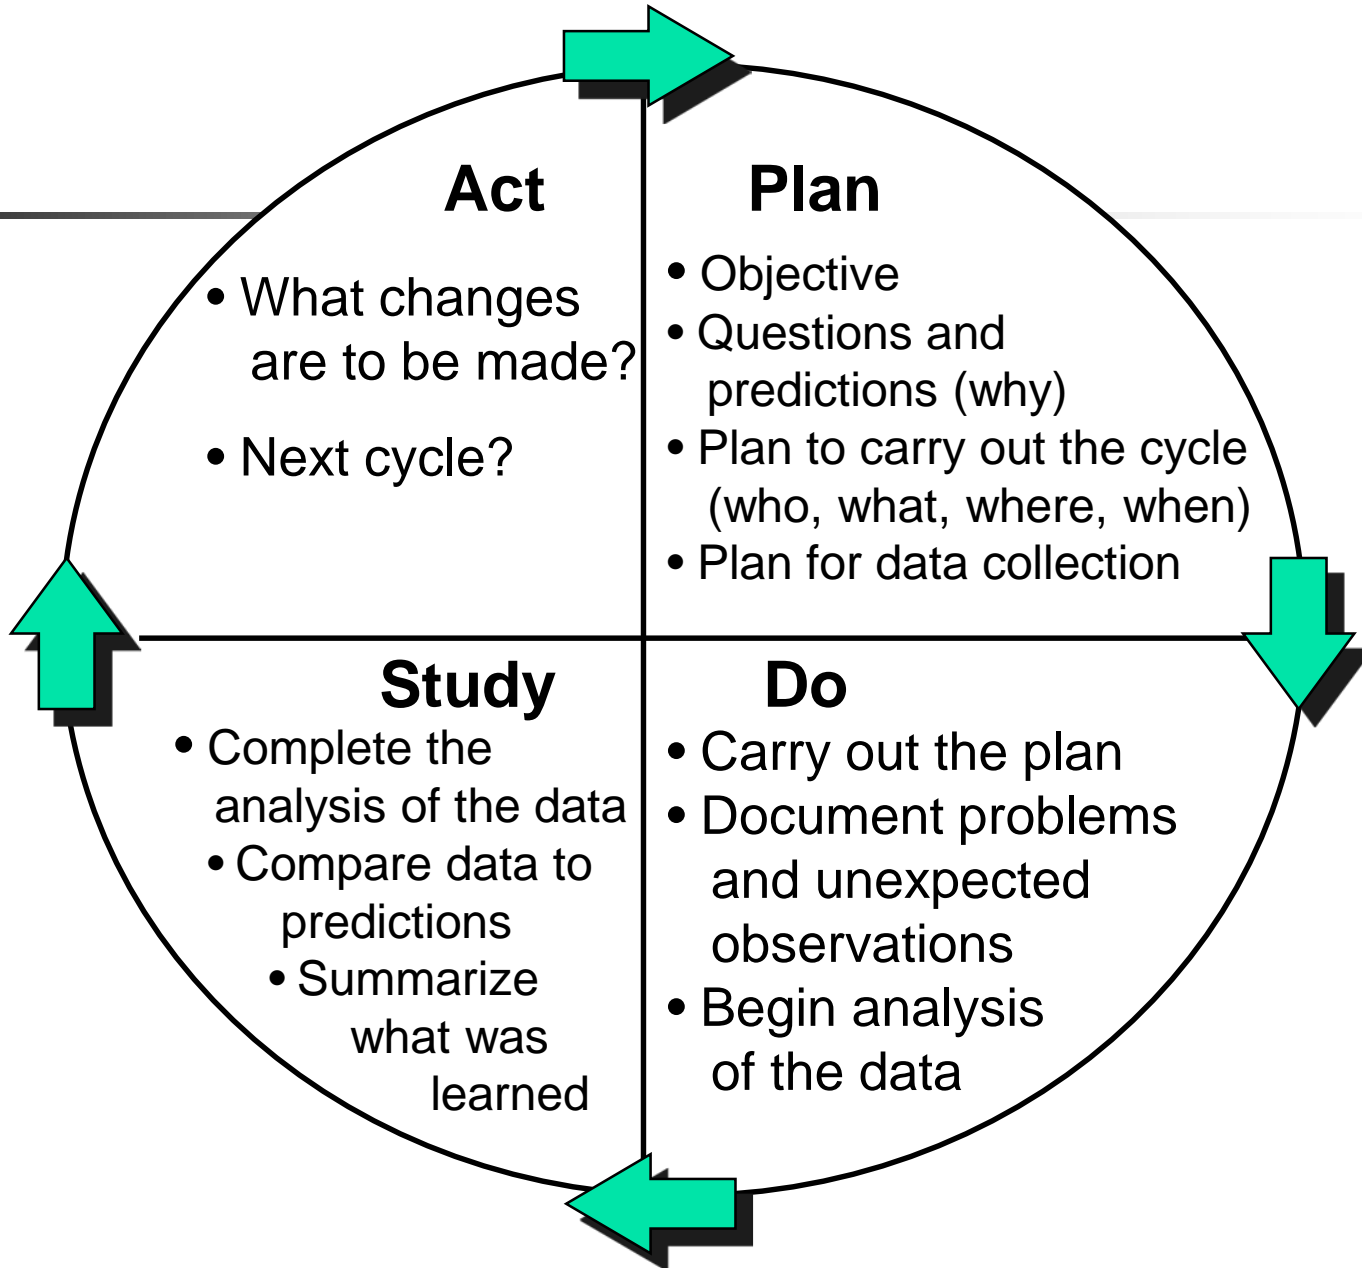 Act
• What changes
are to be made?
• Next cycle?
Plan
• Objective
• Questions and
predictions (why)
• Plan to carry out the cycle
(who, what, where, when)
• Plan for data collection
Study
• Complete the
analysis of the data
• Compare data to
predictions
• Summarize
what was
learned
Do
• Carry out the plan
• Document problems
and unexpected
observations
• Begin analysis
of the data